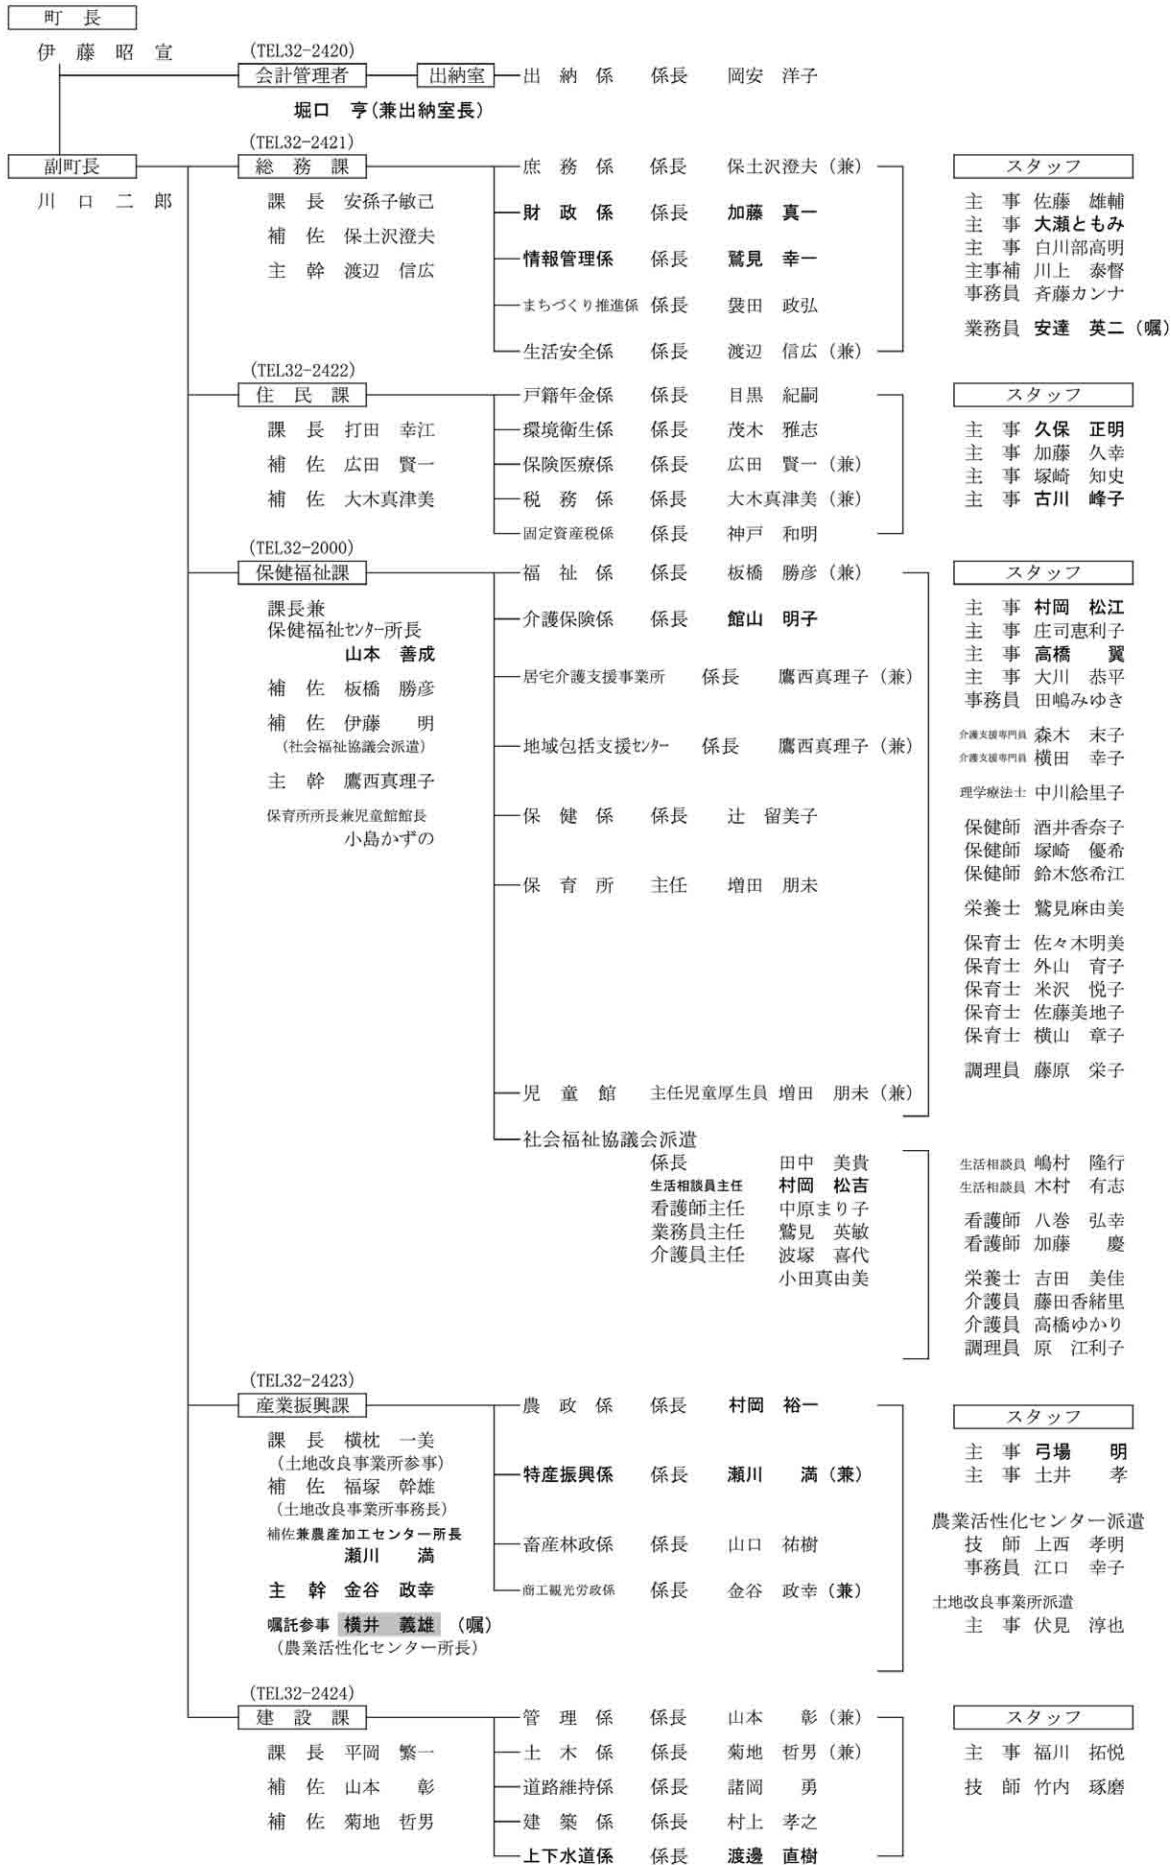 町 長
伊 藤 昭 宣
(TEL32-2420)
会計管理者 出納室 出 納 係 係長 岡安 洋子
堀口 亨(兼出納室長)
副町長
川 口 二 郎
(TEL32-2421)
総 務 課
課 長 安孫子敏己
補 佐 保土沢澄夫
主 幹 渡辺 信広
庶 務 係 係長 保土沢澄夫(兼)
財 政 係 係長 加藤 真一
情報管理係 係長 鷲見 幸一
まちづくり推進係 係長 袰田 政弘
生活安全係 係長 渡辺 信広(兼)
スタッフ
主 事 佐藤 雄輔
主 事 大瀬ともみ
主 事 白川部高明
主事補 川上 泰督
事務員 斉藤カンナ
業務員 安達 英二(嘱)
(TEL32-2422)
住 民 課
課 長 打田 幸江
補 佐 広田 賢一
補 佐 大木真津美
戸籍年金係 係長 目黒 紀嗣
環境衛生係 係長 茂木 雅志
保険医療係 係長 広田 賢一(兼)
税 務 係 係長 大木真津美(兼)
固定資産税係 係長 神戸 和明
スタッフ
主 事 久保 正明
主 事 加藤 久幸
主 事 塚崎 知史
主 事 古川 峰子
(TEL32-2000)
保健福祉課
課長兼
保健福祉センター所長
山本 善成
補 佐 板橋 勝彦
補 佐 伊藤 明
(社会福祉協議会派遣)
主 幹 鷹西真理子
保育所所長兼児童館館長
小島かずの
福 祉 係 係長 板橋 勝彦(兼)
介護保険係 係長 館山 明子
居宅介護支援事業所 係長 鷹西真理子(兼)
地域包括支援センター 係長 鷹西真理子(兼)
保 健 係 係長 辻 留美子
保 育 所 主任 増田 朋未
児 童 館 主任児童厚生員 増田 朋未(兼)
社会福祉協議会派遣
係長 田中 美貴
生活相談員主任 村岡 松吉
看護師主任 中原まり子
業務員主任 鷲見 英敏
介護員主任 波塚 喜代
小田真由美
スタッフ
主 事 村岡 松江
主 事 庄司恵利子
主 事 高橋 翼
主 事 大川 恭平
事務員 田嶋みゆき
介護支援専門員 森木 末子
介護支援専門員 横田 幸子
理学療法士 中川絵里子
保健師 酒井香奈子
保健師 塚崎 優希
保健師 鈴木悠希江
栄養士 鷲見麻由美
保育士 佐々木明美
保育士 外山 育子
保育士 米沢 悦子
保育士 佐藤美地子
保育士 横山 章子
調理員 藤原 栄子
生活相談員 嶋村 隆行
生活相談員 木村 有志
看護師 八巻 弘幸
看護師 加藤 慶
栄養士 吉田 美佳
介護員 藤田香緒里
介護員 高橋ゆかり
調理員 原 江利子
(TEL32-2423)
産業振興課
課 長 横枕 一美
(土地改良事業所参事)
補 佐 福塚 幹雄
(土地改良事業所事務長)
補佐兼農産加工センター所長
瀬川 満
主 幹 金谷 政幸
嘱託参事 横井 義雄 (嘱)
(農業活性化センター所長)
農 政 係 係長 村岡 裕一
特産振興係 係長 瀬川 満(兼)
畜産林政係 係長 山口 祐樹
商工観光労政係 係長 金谷 政幸(兼)
スタッフ
主 事 弓場 明
主 事 土井 孝
農業活性化センター派遣
技 師 上西 孝明
事務員 江口 幸子
土地改良事業所派遣
主 事 伏見 淳也
(TEL32-2424)
建 設 課
課 長 平岡 繁一
補 佐 山本 彰
補 佐 菊地 哲男
管 理 係 係長 山本 彰(兼)
土 木 係 係長 菊地 哲男(兼)
道路維持係 係長 諸岡 勇
建 築 係 係長 村上 孝之
上下水道係 係長 渡邊 直樹
スタッフ
主 事 福川 拓悦
技 師 竹内 琢磨